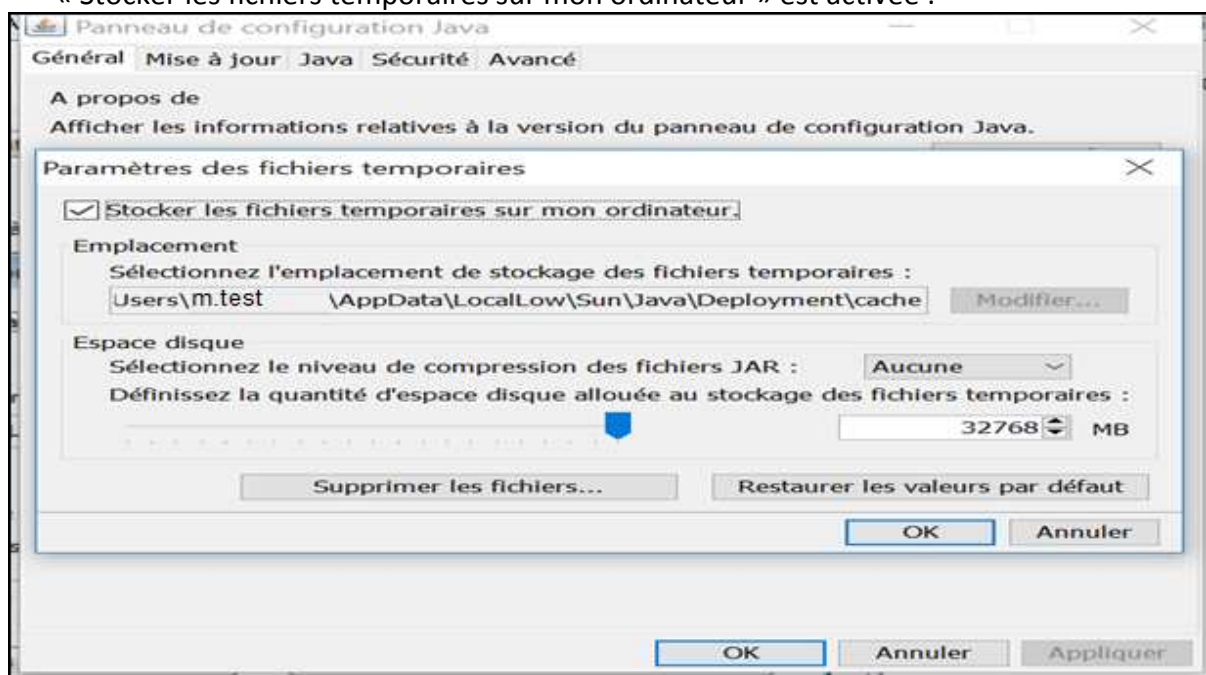 « Stocker les fichiers temporaires sur mon ordinateur » est activée :
Panneau de configuration Java
Général Mise à jour Java Sécurité Avancé
A propos de
Afficher les informations relatives à la version du panneau de configuration Java.
Paramètres des fichiers temporaires
Stocker les fichiers temporaires sur mon ordinateur.
Emplacement
Sélectionnez l'emplacement de stockage des fichiers temporaires :
Users\m.test \AppData\LocalLow\Sun\Java\Deployment\cache Modifier...
Espace disque
Sélectionnez le niveau de compression des fichiers JAR : Aucune
Définissez la quantité d'espace disque allouée au stockage des fichiers temporaires :
32768 MB
Supprimer les fichiers... Restaurer les valeurs par défaut
OK Annuler
OK Annuler Appliquer